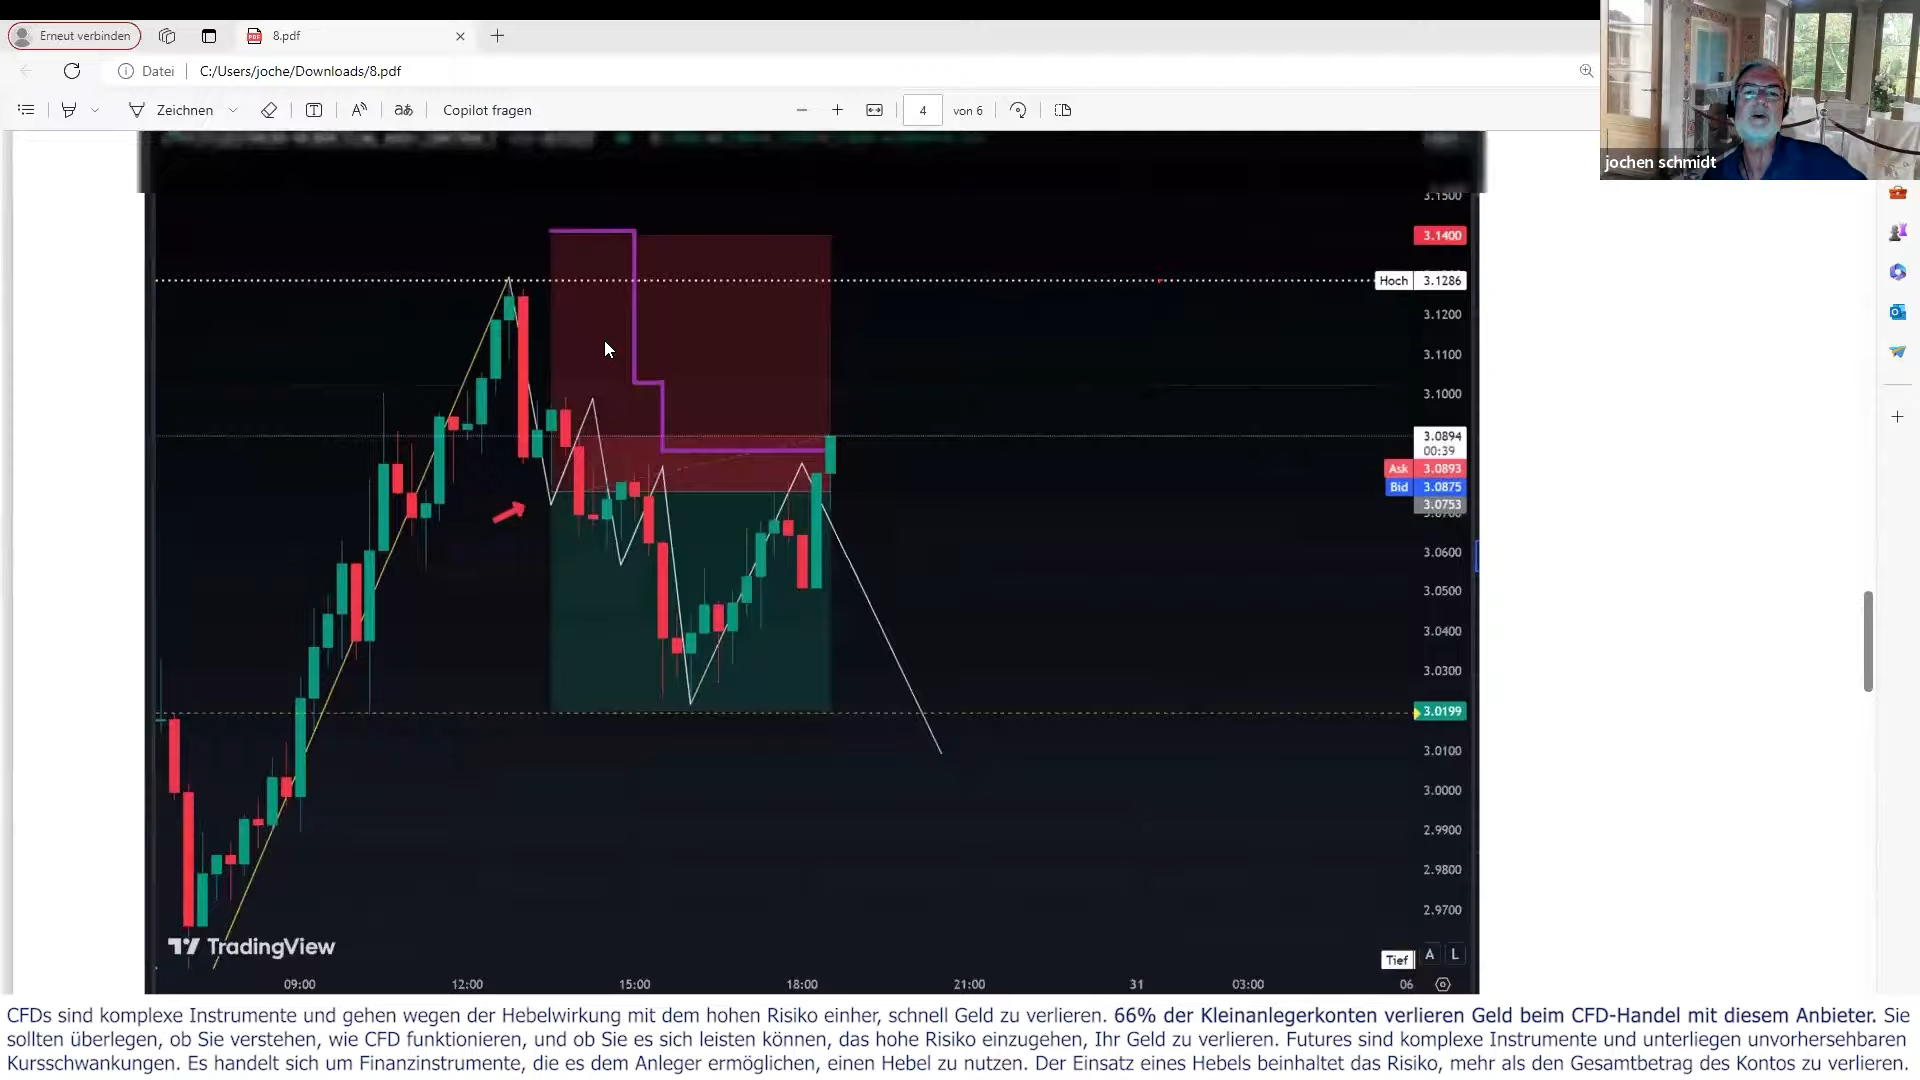 Erneut verbinden
8.pdf
Datei
C:/Users/joche/Downloads/8.pdf
Zeichnen
Copilot fragen
4 von 6
jochen schmidt
3.1500
3.1400
Hoch 3.1286
3.1200
3.1100
3.1000
3.0894
00:39
Ask 3.0893
Bid 3.0875
3.0753
3.0600
3.0500
3.0400
3.0300
3.0199
3.0100
3.0000
2.9900
2.9800
2.9700
TradingView
Tief A L
09:00 12:00 15:00 18:00 21:00 31 03:00 06
CFDs sind komplexe Instrumente und gehen wegen der Hebelwirkung mit dem hohen Risiko einher, schnell Geld zu verlieren. 66% der Kleinanlegerkonten verlieren Geld beim CFD-Handel mit diesem Anbieter. Sie
sollten überlegen, ob Sie verstehen, wie CFD funktionieren, und ob Sie es sich leisten können, das hohe Risiko einzugehen, Ihr Geld zu verlieren. Futures sind komplexe Instrumente und unterliegen unvorhersehbaren
Kursschwankungen. Es handelt sich um Finanzinstrumente, die es dem Anleger ermöglichen, einen Hebel zu nutzen. Der Einsatz eines Hebels beinhaltet das Risiko, mehr als den Gesamtbetrag des Kontos zu verlieren.